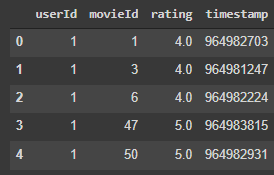 userId movieId rating timestamp
0 1 1 4.0 964982703
1 1 3 4.0 964981247
2 1 6 4.0 964982224
3 1 47 5.0 964983815
4 1 50 5.0 964982931